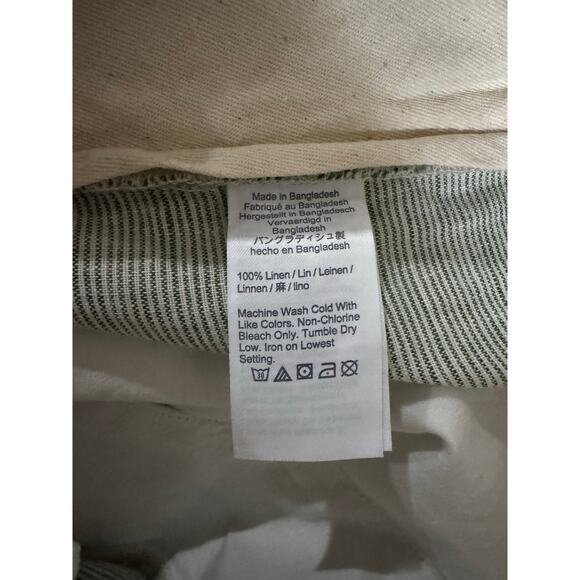 Made in Bangladesh
Fabriqué au Bangladesh
Hergestellt in Bangladesch
Vervaardigd in
Bangladesh
バングラディシュ製
hecho en Bangladesh
100% Linen / Lin / Leinen /
Linnen / 麻 / lino
Machine Wash Cold With
Like Colors. Non-Chlorine
Bleach Only. Tumble Dry
Low. Iron on Lowest
Setting.
30